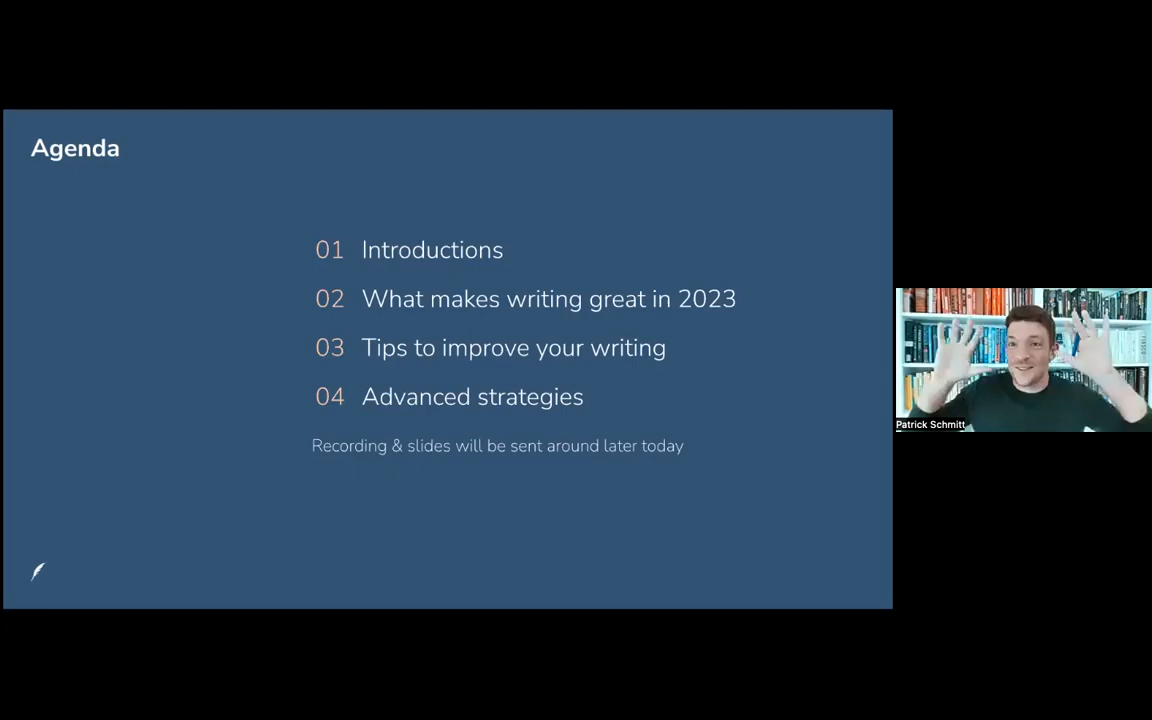 Agenda
01 Introductions
02 What makes writing great in 2023
03 Tips to improve your writing
04 Advanced strategies
Recording & slides will be sent around later today
Patrick Schmitt